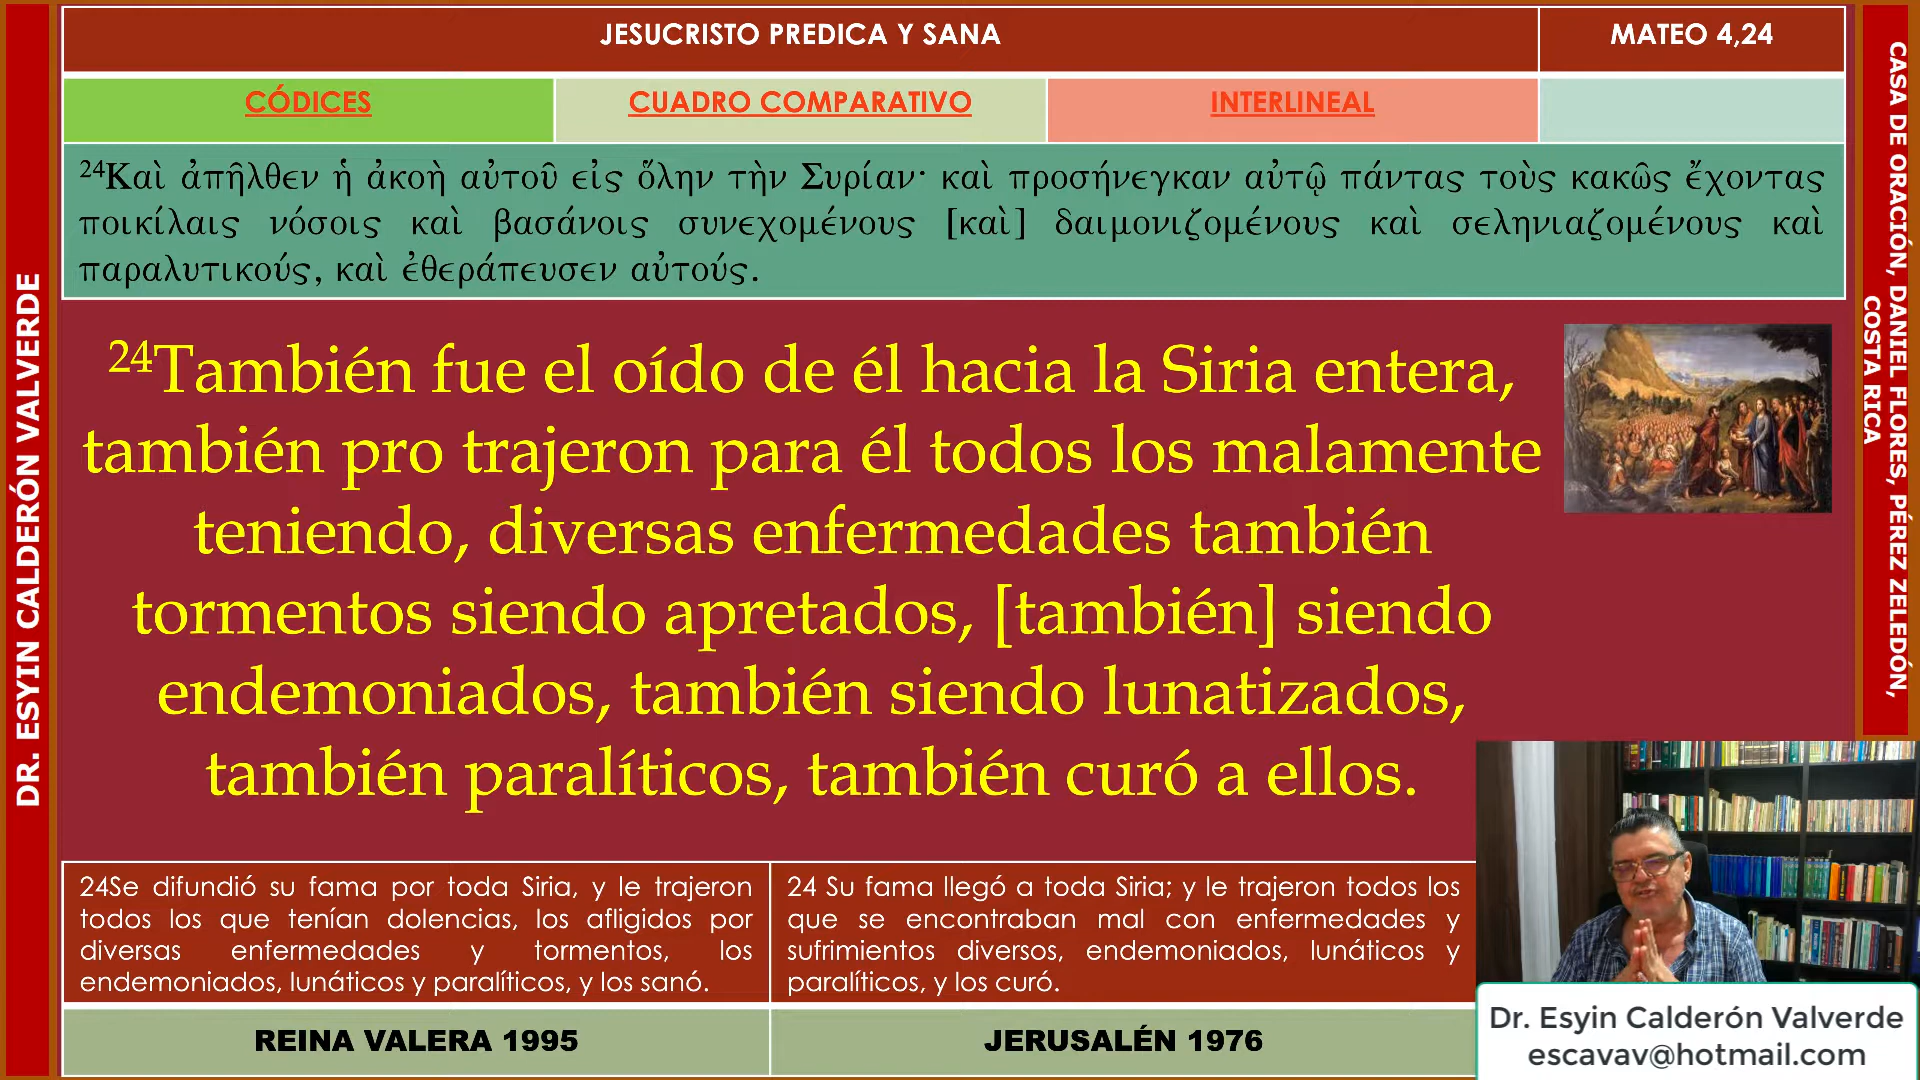 JESUCRISTO PREDICA Y SANA
MATEO 4,24
CÓDICES
CUADRO COMPARATIVO
INTERLINEAL
24Καὶ ἀπῆλθεν ἡ ἀκοὴ αὐτοῦ εἰς ὅλην τὴν Συρίαν· καὶ προσήνεγκαν αὐτῷ πάντας τοὺς κακῶς ἔχοντας
ποικίλαις νόσοις καὶ βασάνοις συνεχομένους [καὶ] δαιμονιζομένους καὶ σεληνιαζομένους καὶ
παραλυτικούς, καὶ ἐθεράπευσεν αὐτούς.
24También fue el oído de él hacia la Siria entera,
también pro trajeron para él todos los malamente
teniendo, diversas enfermedades también
tormentos siendo apretados, [también] siendo
endemoniados, también siendo lunatizados,
también paralíticos, también curó a ellos.
24Se difundió su fama por toda Siria, y le trajeron
todos los que tenían dolencias, los afligidos por
diversas enfermedades y tormentos, los
endemoniados, lunáticos y paralíticos, y los sanó.
24 Su fama llegó a toda Siria; y le trajeron todos los
que se encontraban mal con enfermedades y
sufrimientos diversos, endemoniados, lunáticos y
paralíticos, y los curó.
REINA VALERA 1995
JERUSALÉN 1976
DR. ESYIN CALDERÓN VALVERDE
CASA DE ORACIÓN, DANIEL FLORES, PÉREZ ZELEDÓN,
COSTA RICA
Dr. Esyin Calderón Valverde
escavav@hotmail.com